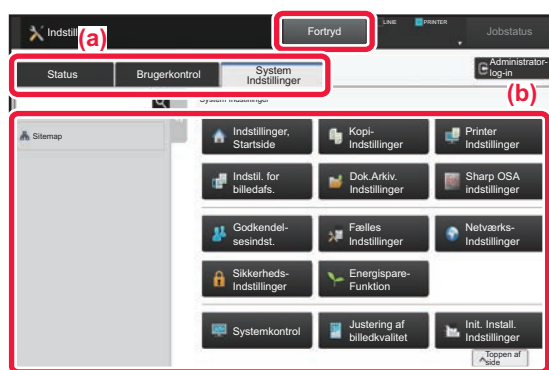 Indstill
(a)
Fortryd
LINIE
PRINTER
Jobstatus
Status
Brugerkontrol
System
Indstillinger
Administrator-
log-in
(b)
System Indstillinger
Sitemap
Indstillinger,
Startside
Kopi-
Indstillinger
Printer
Indstillinger
Indstil. for
billedafs.
Dok.Arkiv.
Indstillinger
Sharp OSA
indstillinger
Godkendel-
sesindst.
Fælles
Indstillinger
Netværks-
Indstillinger
Sikkerheds-
Indstillinger
Energispare-
Funktion
Systemkontrol
Justering af
billedkvalitet
Init. Install.
Indstillinger
Toppen af
side